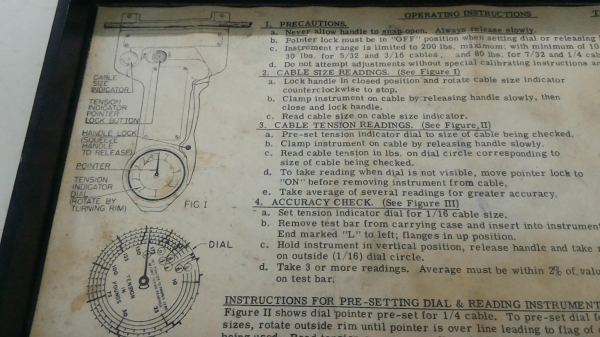 OPERATING INSTRUCTIONS
1. PRECAUTIONS.
a. Never allow handle to snap open. Always release slowly.
b. Pointer lock must be in "OFF" position when setting dial or releasing
c. Instrument range is limited to 200 lbs. maximum, with minimum of 10
30 lbs. for 5/32 and 3/16 cables, and 80 lbs. for 7/32 and 1/4 cab
d. Do not attempt adjustments without special calibrating instructions an
2. CABLE SIZE READINGS. (See Figure I)
a. Lock handle in closed position and rotate cable size indicator
counterclockwise to stop.
b. Clamp instrument on cable by releasing handle slowly, then
close and lock handle.
c. Read cable size on cable size indicator.
3. CABLE TENSION READINGS. (See Figure II)
a. Pre-set tension indicator dial to size of cable being checked.
b. Clamp instrument on cable by releasing handle slowly.
c. Read cable tension in lbs. on dial circle corresponding to
size of cable being checked.
d. To take reading when dial is not visible, move pointer lock to
"ON" before removing instrument from cable.
e. Take average of several readings for greater accuracy.
4. ACCURACY CHECK. (See Figure III)
a. Set tension indicator dial for 1/16 cable size.
b. Remove test bar from carrying case and insert into instrument
End marked "L" to left; flanges in up position.
c. Hold instrument in vertical position, release handle and take
on outside (1/16) dial circle.
d. Take 3 or more readings. Average must be within 2% of valu
on test bar.
INSTRUCTIONS FOR PRE-SETTING DIAL & READING INSTRUMENT
Figure II shows dial pointer pre-set for 1/4 cable. To pre-set dial fo
sizes, rotate outside rim until pointer is over line leading to flag of
being used.
CABLE
SIZE
INDICATOR
TENSION
INDICATOR
POINTER
LOCK BUTTON
HANDLE LOCK
(SQUEEZE
HANDLE
TO RELEASE)
POINTER
TENSION
INDICATOR
DIAL
(ROTATE BY
TURNING RIM)
FIG I
DIAL
TENSION
IN
POUNDS